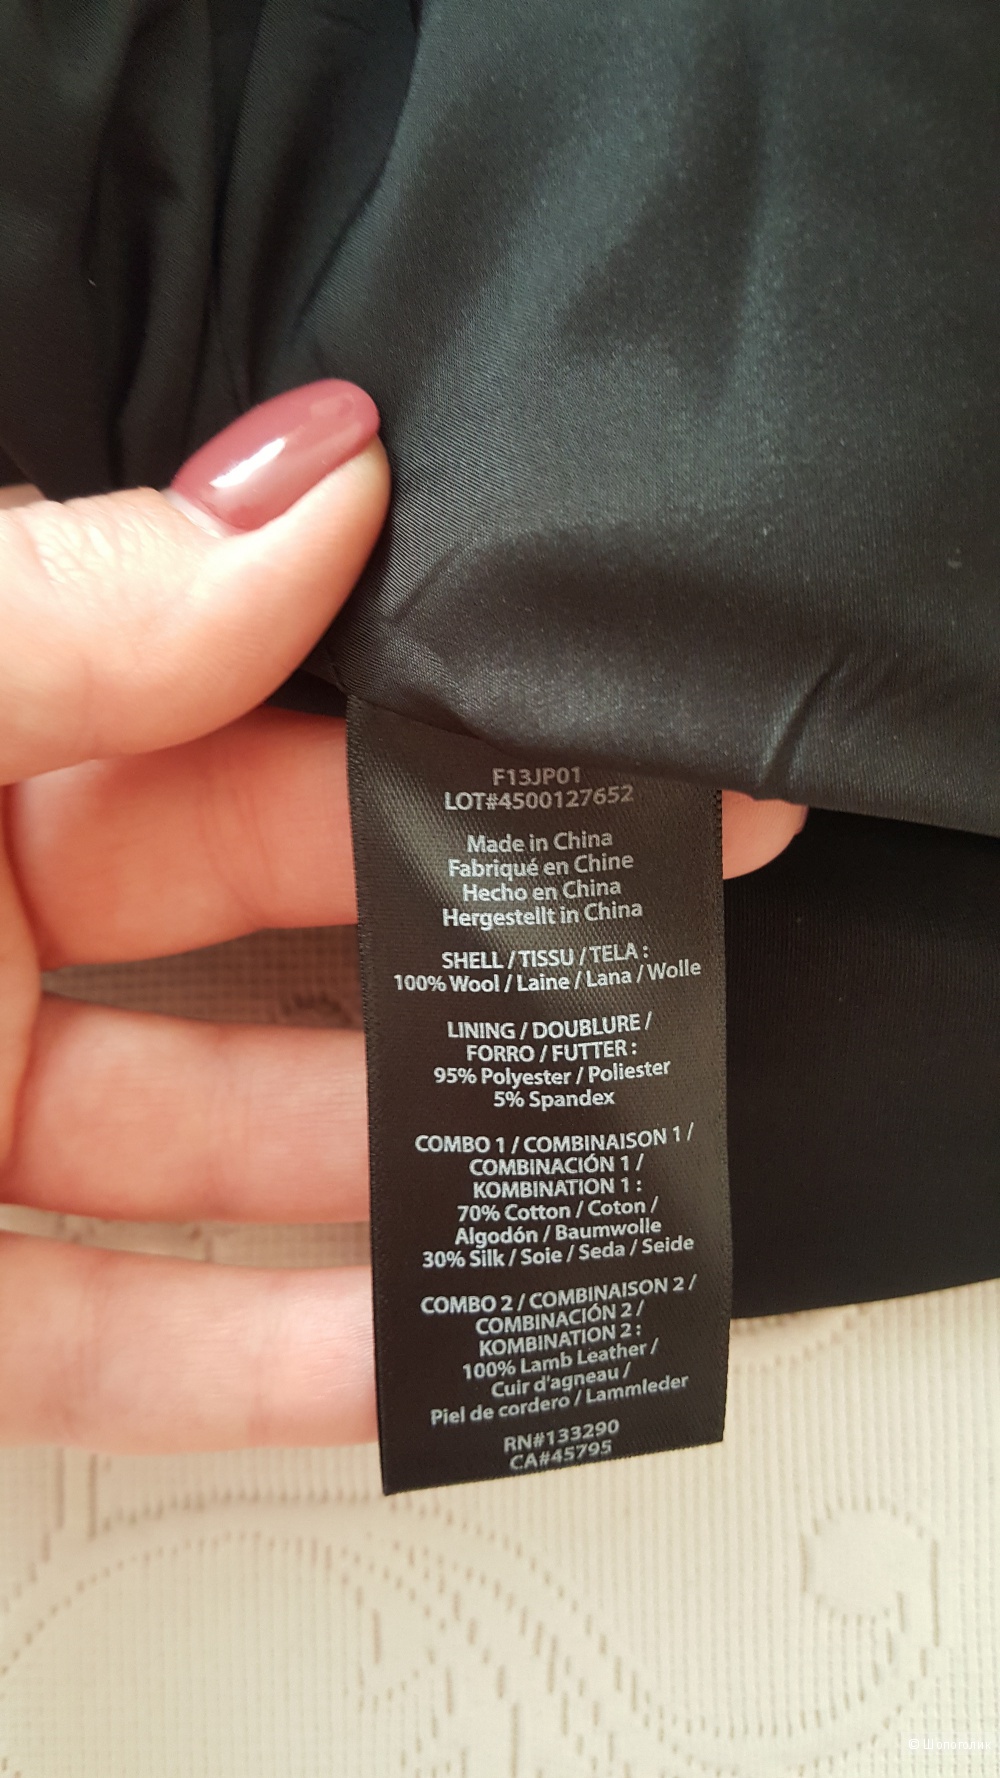 F13JP01
LOT#4500127652
Made in China
Fabriqué en Chine
Hecho en China
Hergestellt in China
SHELL / TISSU / TELA :
100% Wool / Laine / Lana / Wolle
LINING / DOUBLURE /
FORRO / FUTTER :
95% Polyester / Poliester
5% Spandex
COMBO 1 / COMBINAISON 1 /
COMBINACIÓN 1 /
KOMBINATION 1 :
70% Cotton / Coton /
Algodón / Baumwolle
30% Silk / Soie / Seda / Seide
COMBO 2 / COMBINAISON 2 /
COMBINACIÓN 2 /
KOMBINATION 2 :
100% Lamb Leather /
Cuir d'agneau /
Piel de cordero / Lammleder
RN#133290
CA#45795
© Шопоголик